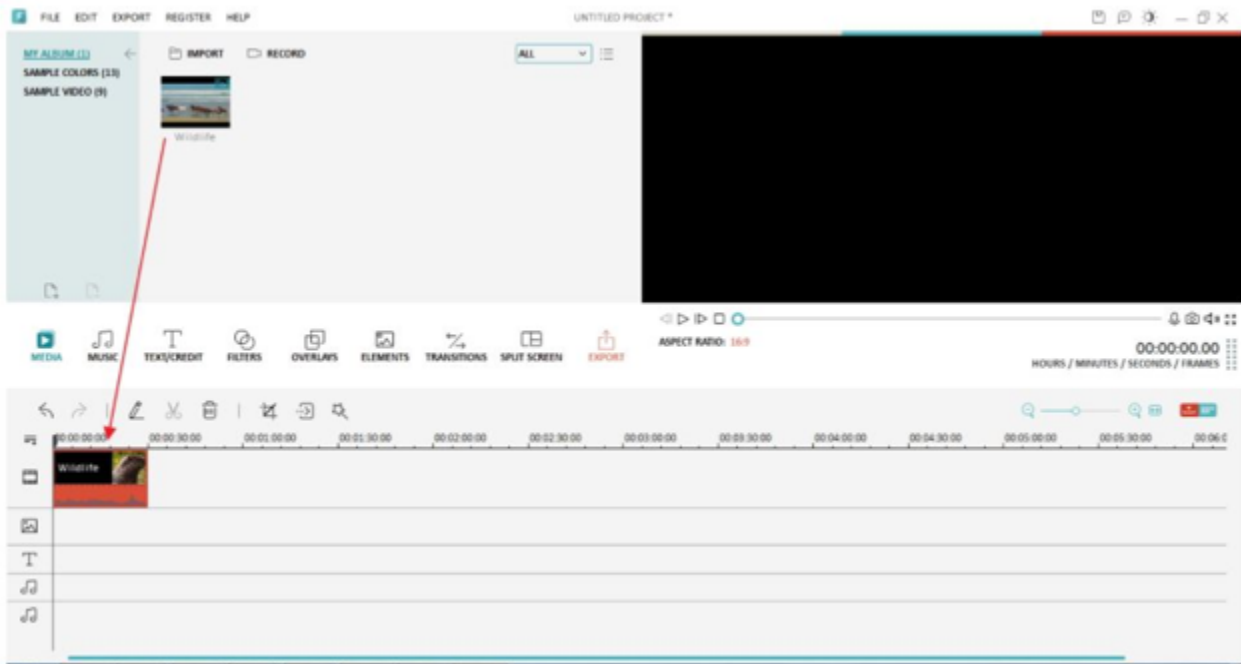 FILE EDIT EXPORT REGISTER HELP UNTITLED PROJECT *
MY ALBUM (1) IMPORT RECORD ALL
SAMPLE COLORS (13)
SAMPLE VIDEO (9)
Wildlife
MEDIA MUSIC TEXT/CREDIT FILTERS OVERLAYS ELEMENTS TRANSITIONS SPLIT SCREEN EXPORT
ASPECT RATIO: 16:9
00:00:00.00
HOURS / MINUTES / SECONDS / FRAMES
00:00:00:00 00:00:30:00 00:01:00:00 00:01:30:00 00:02:00:00 00:02:30:00 00:03:00:00 00:03:30:00 00:04:00:00 00:04:30:00 00:05:00:00 00:05:30:00 00:06:0
Wildlife